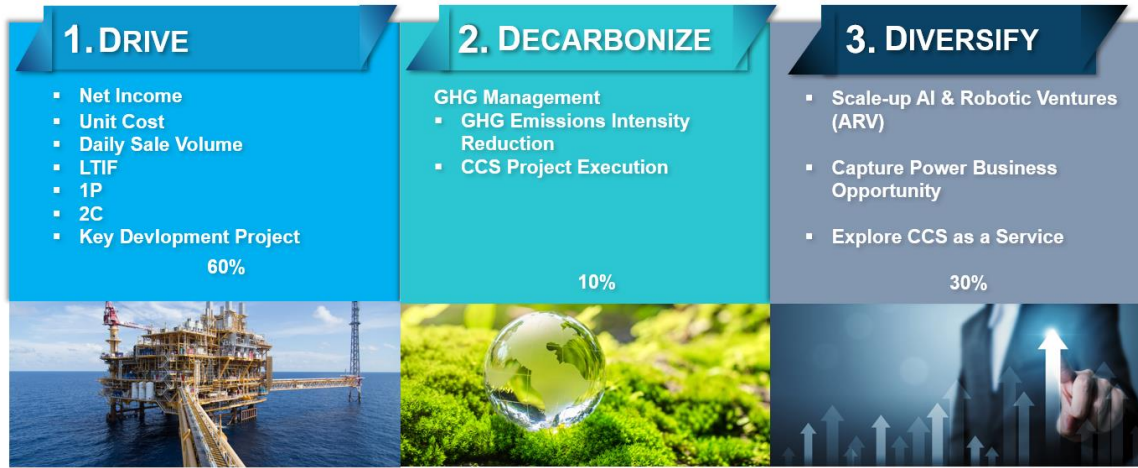 1. DRIVE
▪ Net Income
▪ Unit Cost
▪ Daily Sale Volume
▪ LTIF
▪ 1P
▪ 2C
▪ Key Devlopment Project
60%
2. DECARBONIZE
GHG Management
▪ GHG Emissions Intensity
Reduction
▪ CCS Project Execution
10%
3. DIVERSIFY
▪ Scale-up AI & Robotic Ventures
(ARV)
▪ Capture Power Business
Opportunity
▪ Explore CCS as a Service
30%